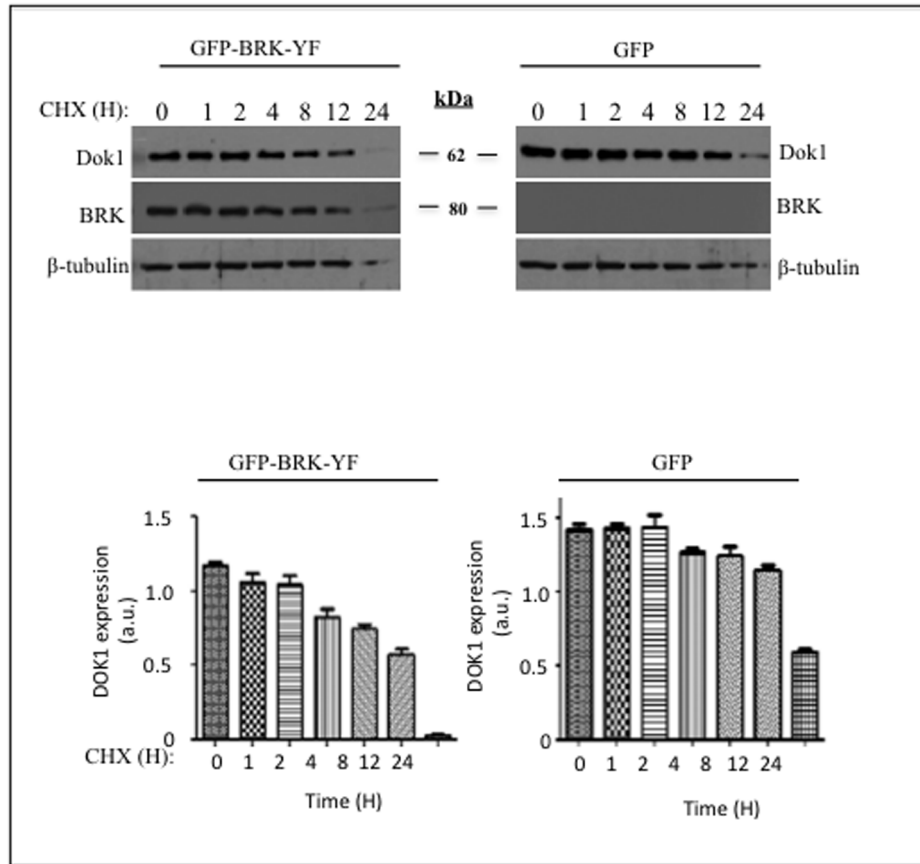 GFP-BRK-YF
GFP
CHX (H): 0 1 2 4 8 12 24
kDa
0 1 2 4 8 12 24
Dok1
62
Dok1
BRK
80
BRK
β-tubulin
β-tubulin
GFP-BRK-YF
GFP
DOK1 expression
(a.u.)
1.5
1.0
0.5
0
CHX (H): 0 1 2 4 8 12 24
Time (H)
DOK1 expression
(a.u.)
1.5
1.0
0.5
0
0 1 2 4 8 12 24
Time (H)